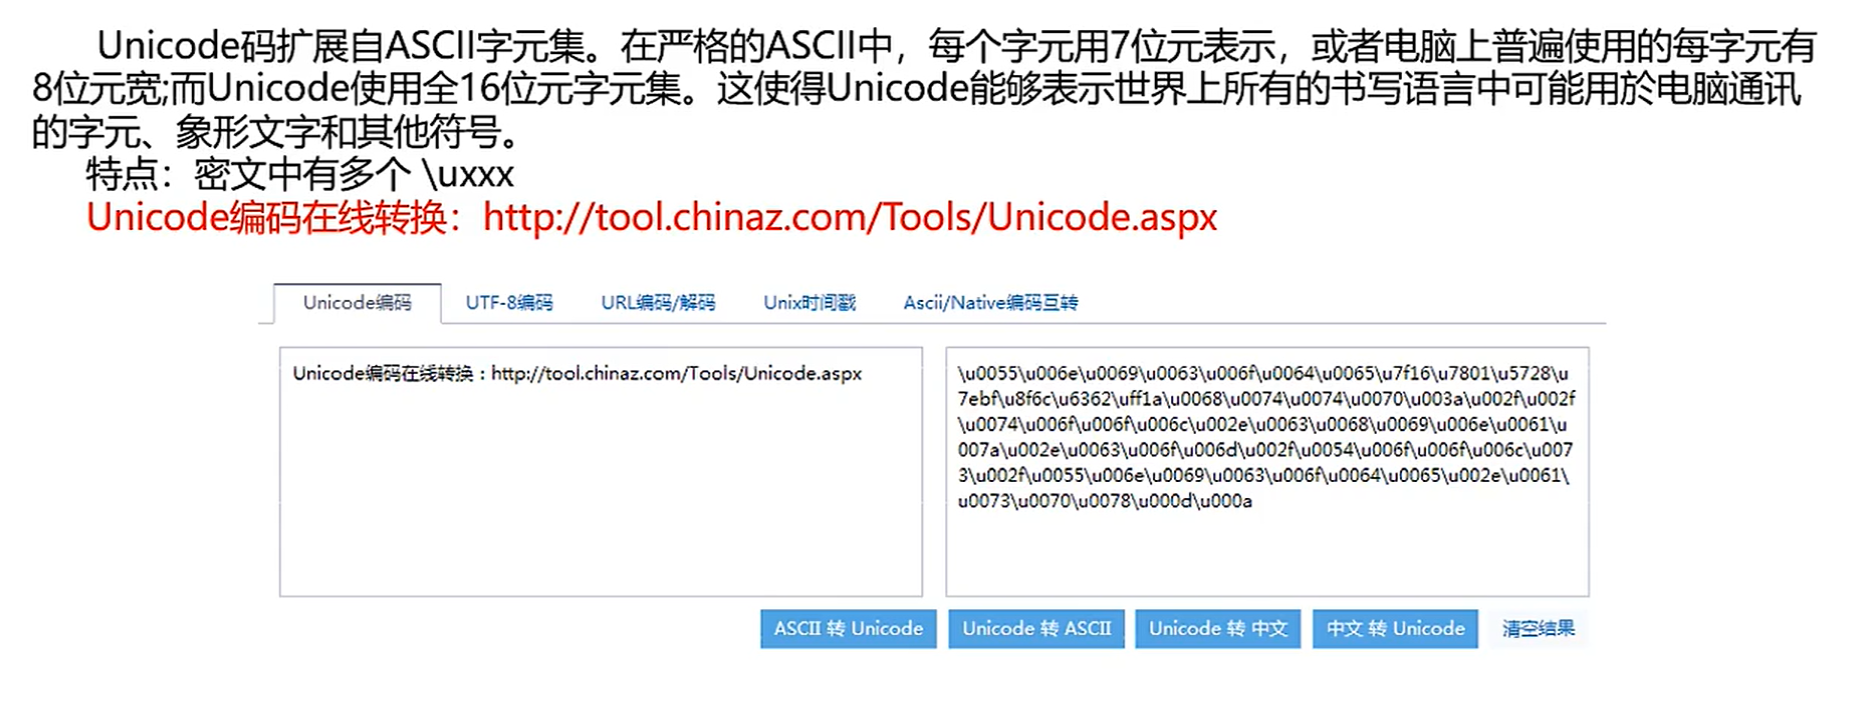 Unicode码扩展自ASCII字元集。在严格的ASCII中，每个字元用7位元表示，或者电脑上普遍使用的每字元有
8位元宽;而Unicode使用全16位元字元集。这使得Unicode能够表示世界上所有的书写语言中可能用於电脑通讯
的字元、象形文字和其他符号。
特点：密文中有多个 \uxxx
Unicode编码在线转换：http://tool.chinaz.com/Tools/Unicode.aspx
Unicode编码 UTF-8编码 URL编码/解码 Unix时间戳 Ascii/Native编码互转
Unicode编码在线转换：http://tool.chinaz.com/Tools/Unicode.aspx
\u0055\u006e\u0069\u0063\u006f\u0064\u0065\u7f16\u7801\u5728\u
7ebf\u8f6c\u6362\uff1a\u0068\u0074\u0074\u0070\u003a\u002f\u002f
\u0074\u006f\u006f\u006c\u002e\u0063\u0068\u0069\u006e\u0061\u
007a\u002e\u0063\u006f\u006d\u002f\u0054\u006f\u006f\u006c\u007
3\u002f\u0055\u006e\u0069\u0063\u006f\u0064\u0065\u002e\u0061\
u0073\u0070\u0078\u000d\u000a
ASCII 转 Unicode Unicode 转 ASCII Unicode 转 中文 中文 转 Unicode 清空结果